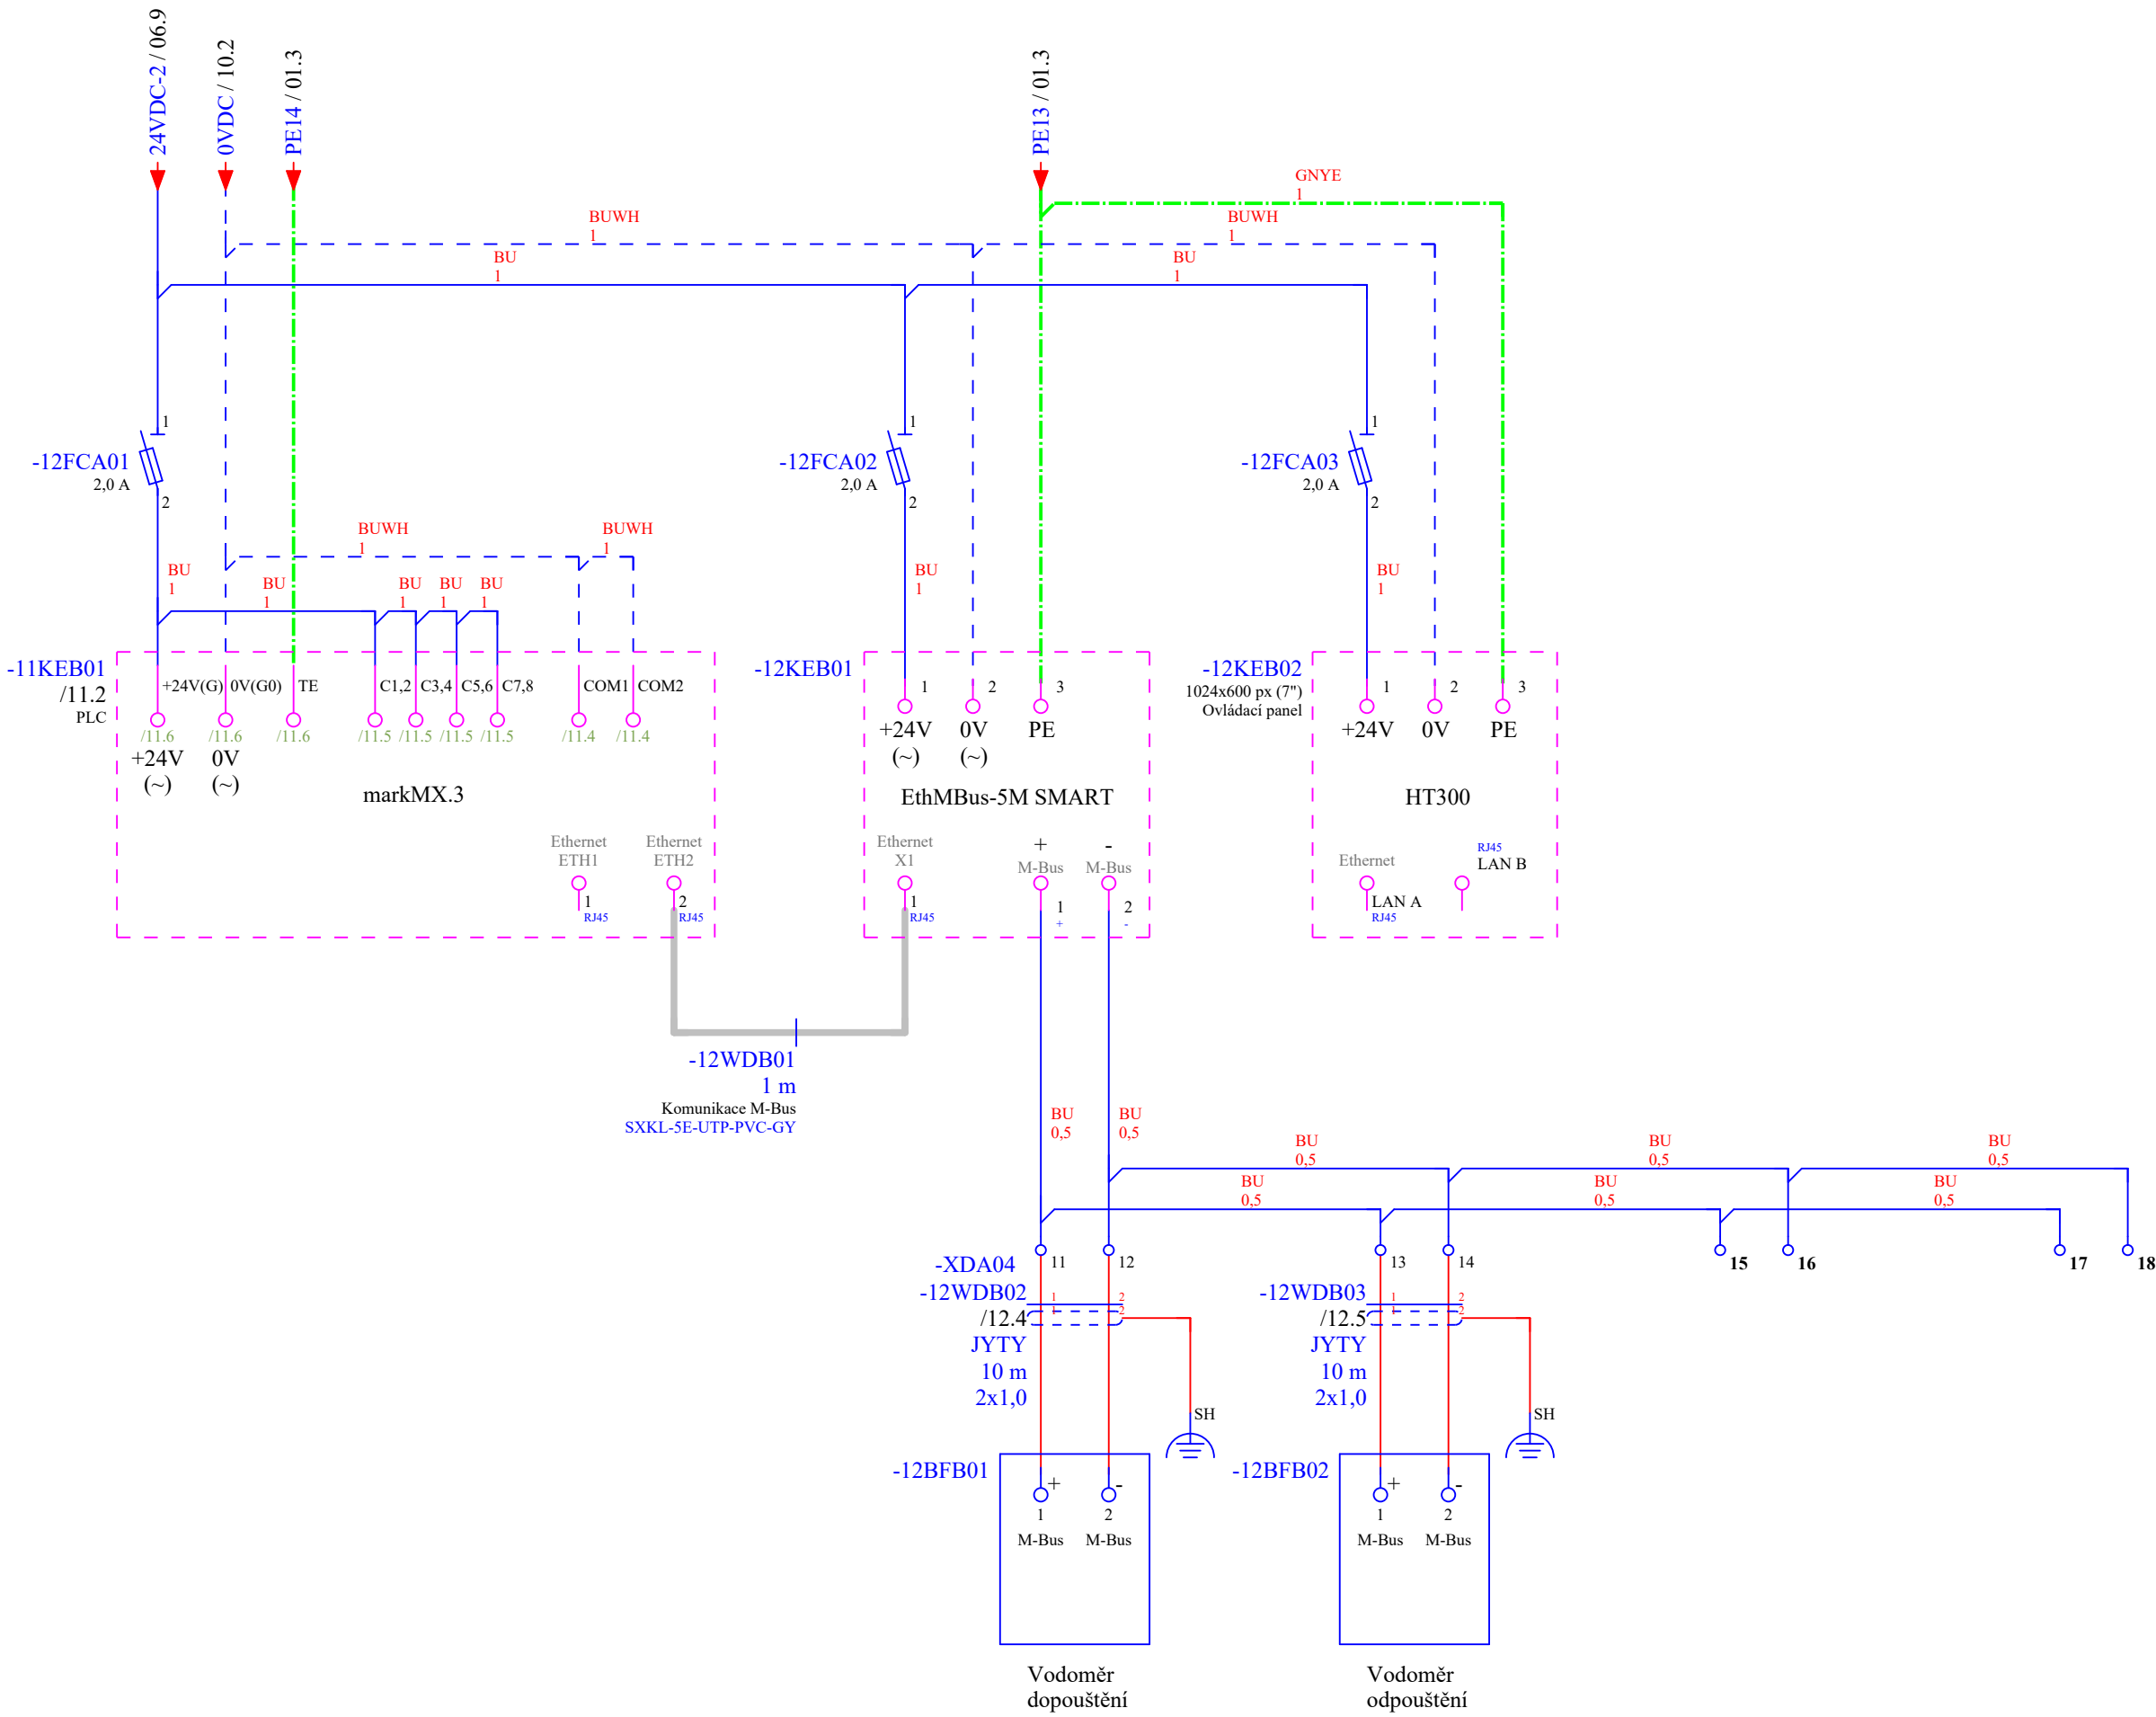 24VDC-2 / 06.9
0VDC / 10.2
PE14 / 01.3
PE13 / 01.3
GNYE
1
BUWH
1
BUWH
1
BU
1
BU
1
1
-12FCA01
2,0 A
2
1
-12FCA02
2,0 A
2
1
-12FCA03
2,0 A
2
BUWH
1
BUWH
1
BU
1
BU
1
BU
1
BU
1
BU
1
BU
1
BU
1
-11KEB01
/11.2
PLC
+24V(G)
0V(G0)
TE
C1,2
C3,4
C5,6
C7,8
COM1
COM2
/11.6
/11.6
/11.6
/11.5
/11.5
/11.5
/11.5
/11.4
/11.4
+24V
(~)
0V
(~)
markMX.3
Ethernet
ETH1
1
RJ45
Ethernet
ETH2
2
RJ45
-12KEB01
1
2
3
+24V
(~)
0V
(~)
PE
EthMBus-5M SMART
Ethernet
X1
1
RJ45
+
M-Bus
1
+
-
M-Bus
2
-
-12KEB02
1024x600 px (7")
Ovládací panel
1
2
3
+24V
0V
PE
HT300
Ethernet
LAN A
RJ45
RJ45
LAN B
-12WDB01
1 m
Komunikace M-Bus
SXKL-5E-UTP-PVC-GY
BU
0,5
BU
0,5
BU
0,5
BU
0,5
BU
0,5
BU
0,5
BU
0,5
BU
0,5
-XDA04
11
12
13
14
15
16
17
18
-12WDB02
/12.4
JYTY
10 m
2x1,0
1
2
1
2
SH
-12WDB03
/12.5
JYTY
10 m
2x1,0
1
2
1
2
SH
-12BFB01
+
-
1
2
M-Bus
M-Bus
Vodoměr
dopouštění
-12BFB02
+
-
1
2
M-Bus
M-Bus
Vodoměr
odpouštění